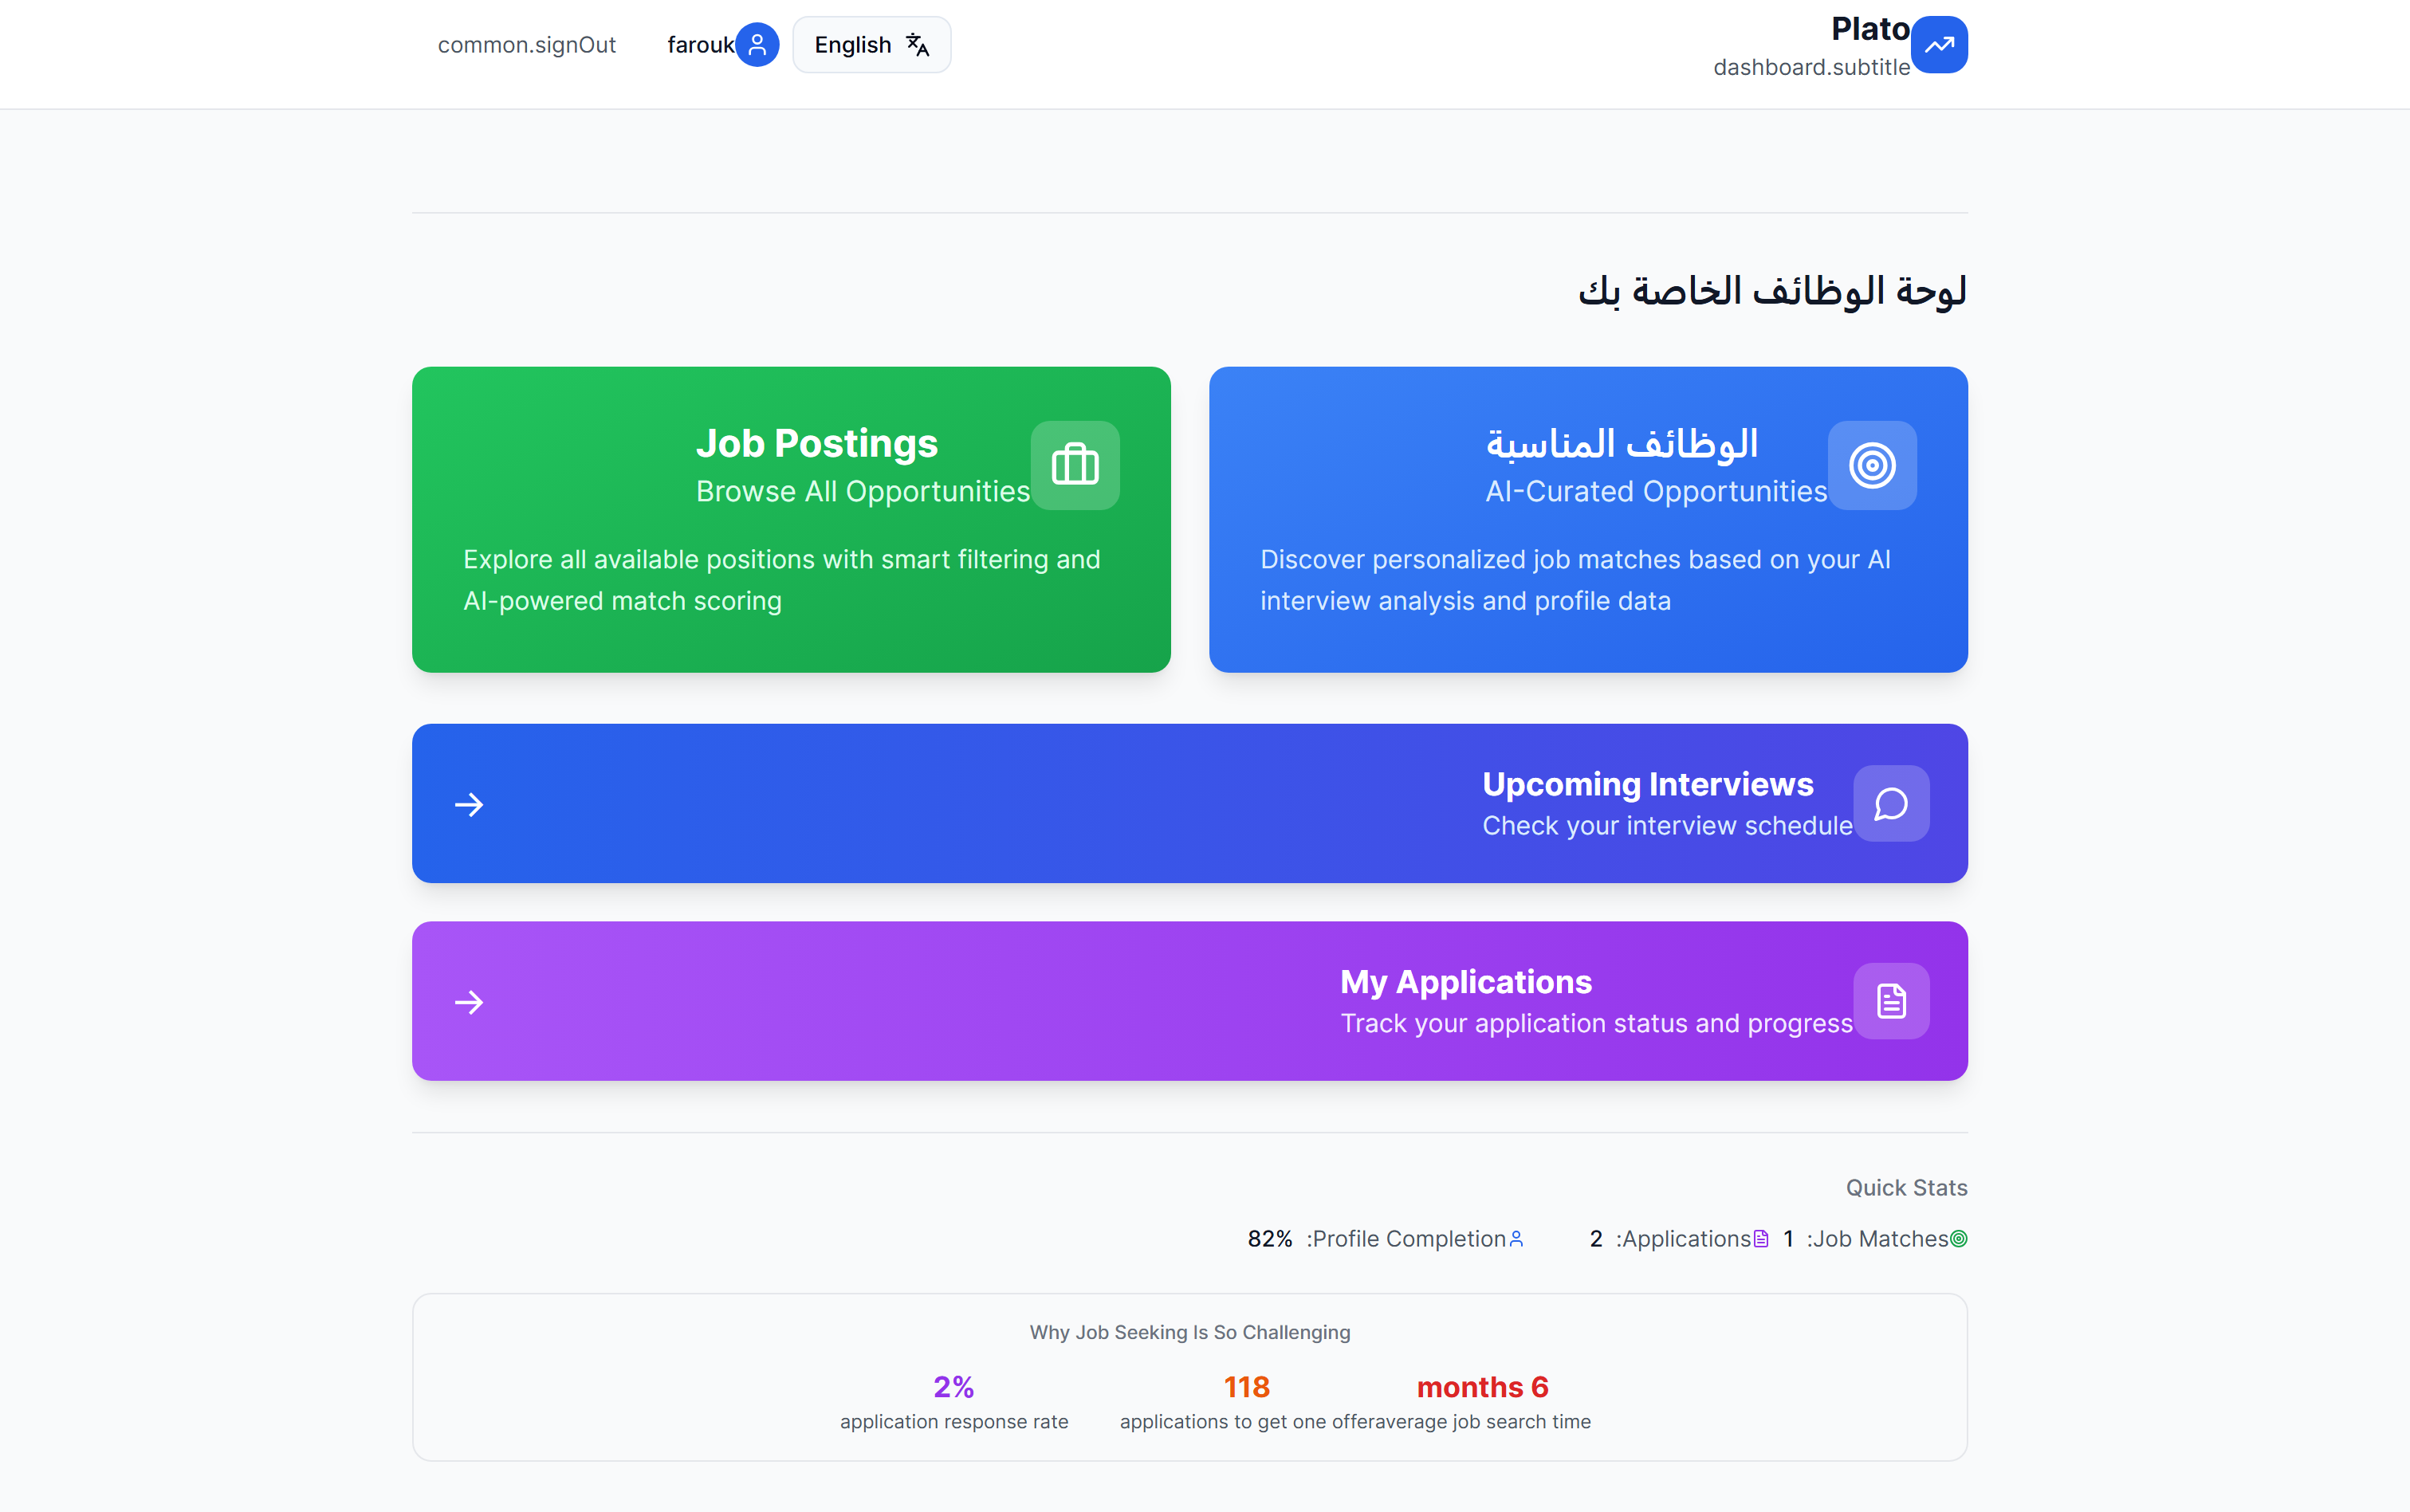 Plato
dashboard.subtitle
English
farouk
common.signOut
لوحة الوظائف الخاصة بك
الوظائف المناسبة
AI-Curated Opportunities
Discover personalized job matches based on your AI
interview analysis and profile data
Job Postings
Browse All Opportunities
Explore all available positions with smart filtering and
AI-powered match scoring
Upcoming Interviews
Check your interview schedule
My Applications
Track your application status and progress
Quick Stats
:Job Matches 1
:Applications 2
:Profile Completion 82%
Why Job Seeking Is So Challenging
months 6
average job search time
118
applications to get one offer
2%
application response rate